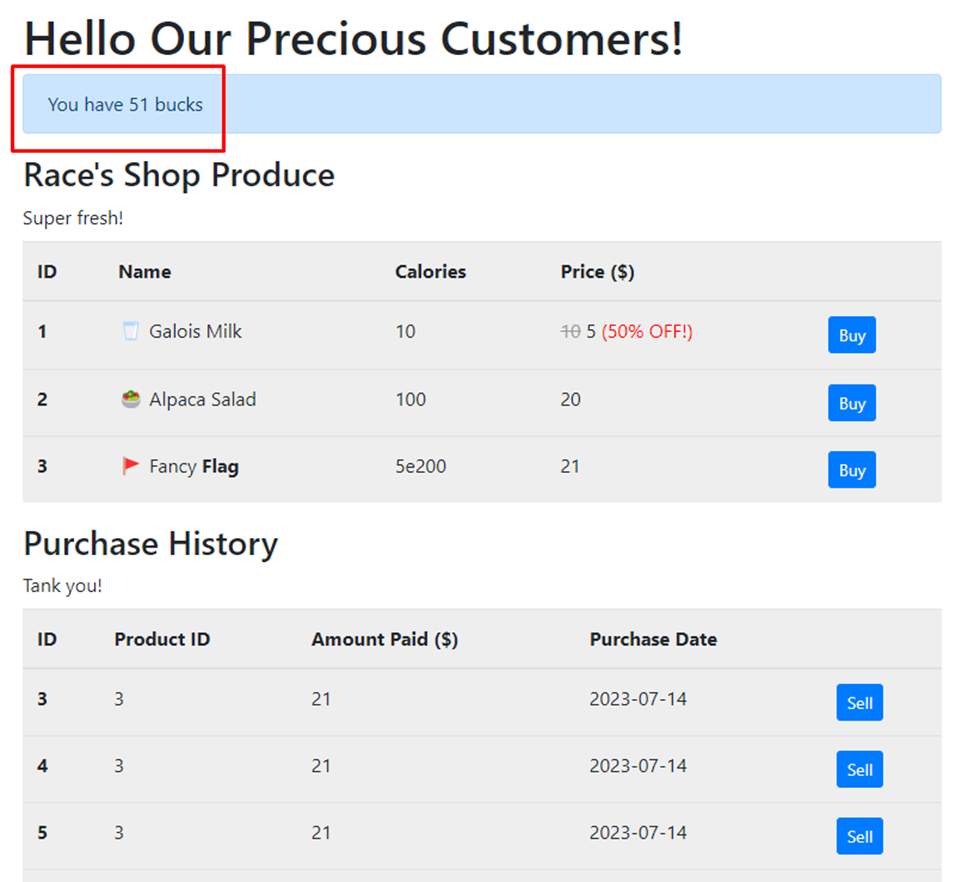 Hello Our Precious Customers!
You have 51 bucks
Race's Shop Produce
Super fresh!
ID Name Calories Price ($)
1 🥛 Galois Milk 10 10 5 (50% OFF!) Buy
2 🥗 Alpaca Salad 100 20 Buy
3 🚩 Fancy Flag 5e200 21 Buy
Purchase History
Tank you!
ID Product ID Amount Paid ($) Purchase Date
3 3 21 2023-07-14 Sell
4 3 21 2023-07-14 Sell
5 3 21 2023-07-14 Sell